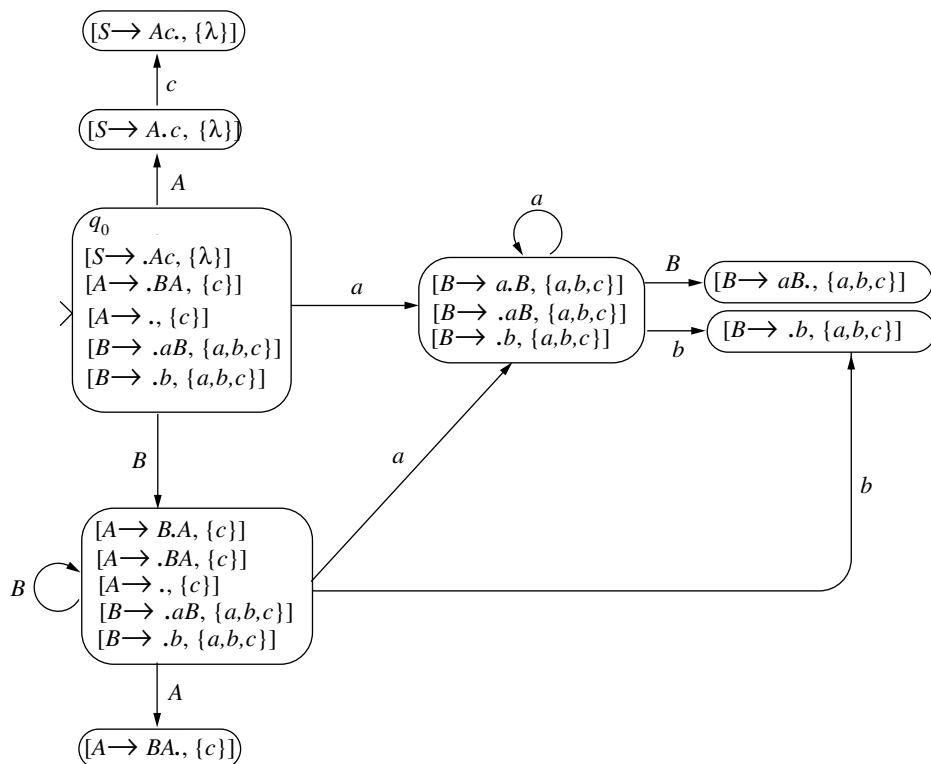 [S → Ac., {λ}]
c
[S → A.c, {λ}]
A
q0
[S → .Ac, {λ}]
[A → .BA, {c}]
[A → ., {c}]
[B → .aB, {a,b,c}]
[B → .b, {a,b,c}]
a
a
[B → a.B, {a,b,c}]
[B → .aB, {a,b,c}]
[B → .b, {a,b,c}]
B
[B → aB., {a,b,c}]
b
[B → .b, {a,b,c}]
B
a
b
[A → B.A, {c}]
[A → .BA, {c}]
[A → ., {c}]
[B → .aB, {a,b,c}]
[B → .b, {a,b,c}]
B
A
[A → BA., {c}]